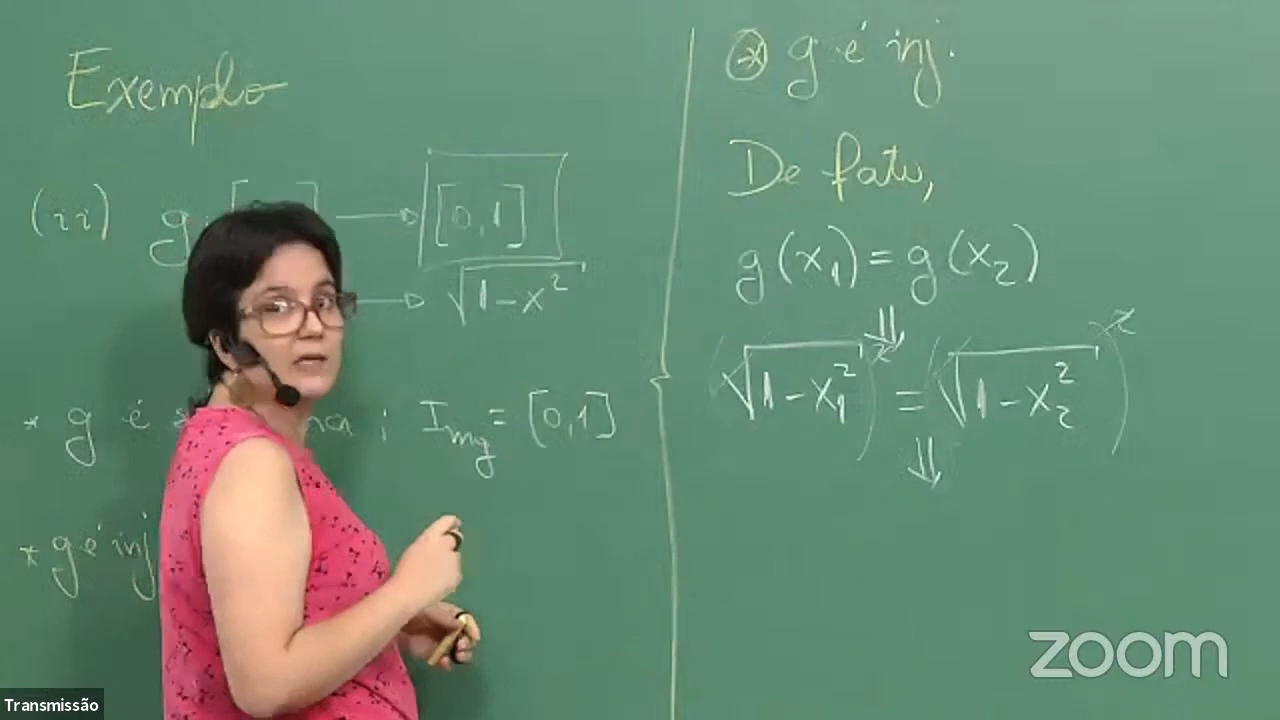 Exemplo
(ii) g : [ ] → [0,1]
→ √(1-x²)
* g é ; Img = [0,1]
* g é inj
⊛ g é inj.
De fato,
g(x₁) = g(x₂)
⇓
(√(1-x₁²))² = (√(1-x₂²))²
⇓
zoom
Transmissão